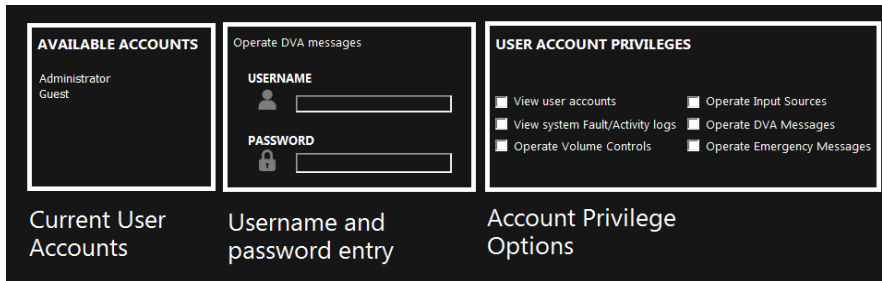 AVAILABLE ACCOUNTS
Administrator
Guest
Operate DVA messages
USERNAME
PASSWORD
USER ACCOUNT PRIVILEGES
View user accounts
Operate Input Sources
View system Fault/Activity logs
Operate DVA Messages
Operate Volume Controls
Operate Emergency Messages
Current User
Accounts
Username and
password entry
Account Privilege
Options